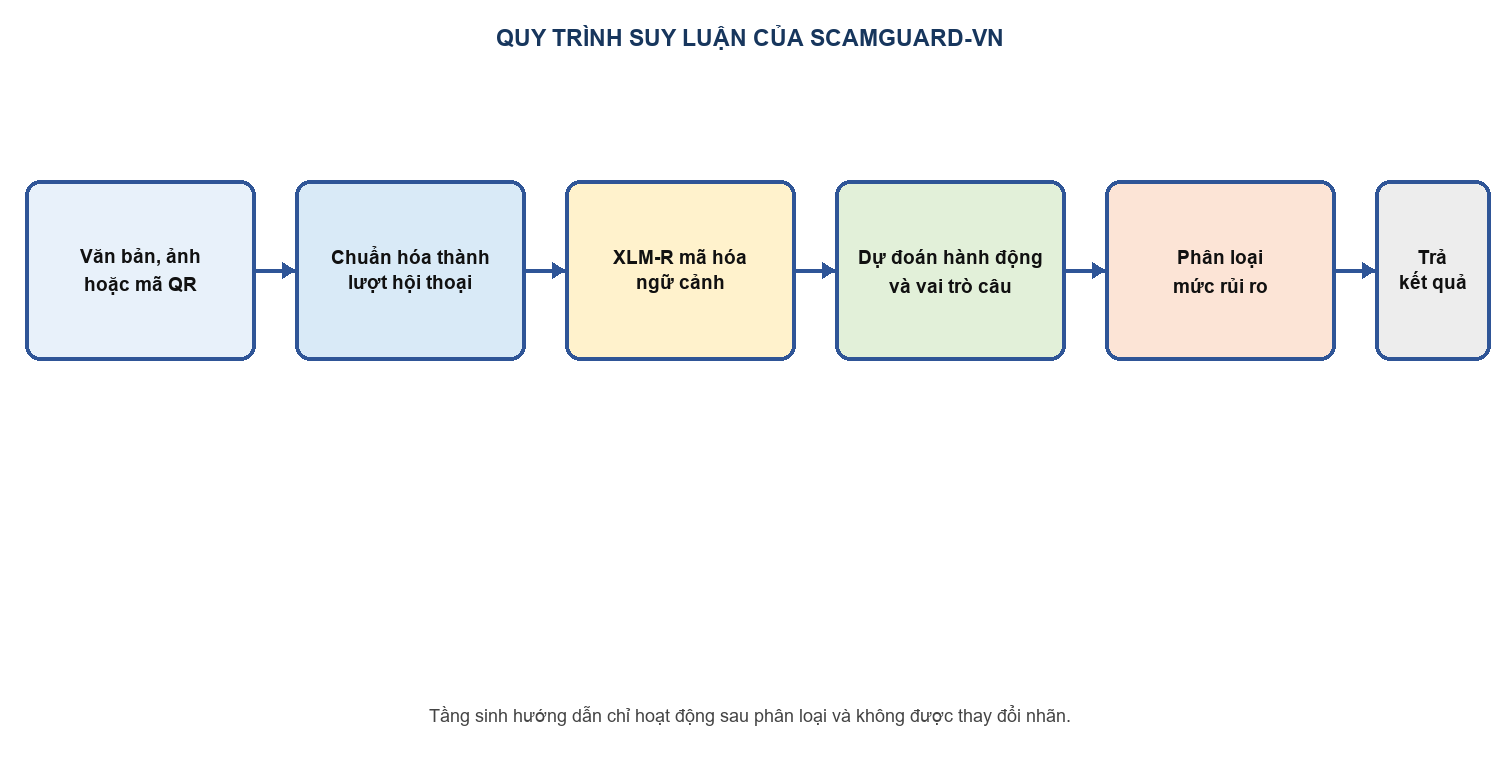 QUY TRÌNH SUY LUẬN CỦA SCAMGUARD-VN
Văn bản, ảnh
hoặc mã QR
Chuẩn hóa thành
lượt hội thoại
XLM-R mã hóa
ngữ cảnh
Dự đoán hành động
và vai trò câu
Phân loại
mức rủi ro
Trả
kết quả
Tầng sinh hướng dẫn chỉ hoạt động sau phân loại và không được thay đổi nhãn.